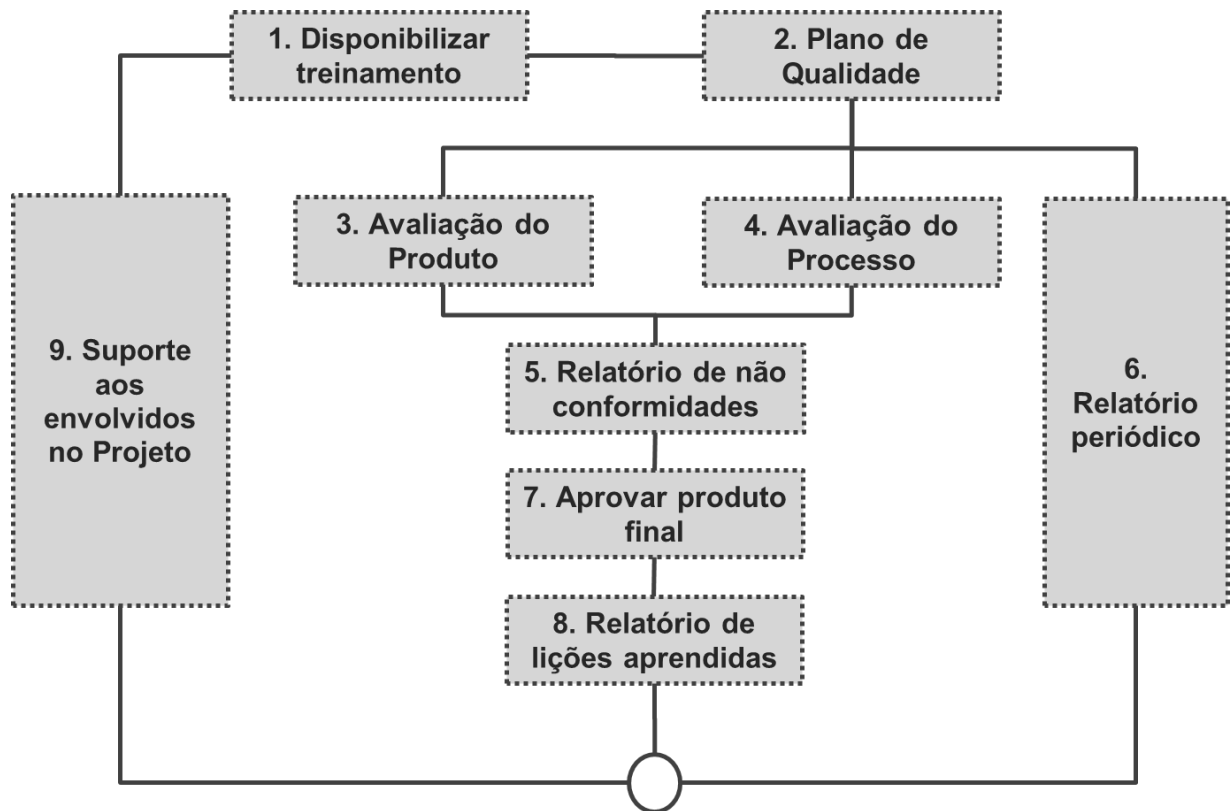 1. Disponibilizar
treinamento
2. Plano de
Qualidade
3. Avaliação do
Produto
4. Avaliação do
Processo
9. Suporte
aos
envolvidos
no Projeto
5. Relatório de não
conformidades
6.
Relatório
periódico
7. Aprovar produto
final
8. Relatório de
lições aprendidas